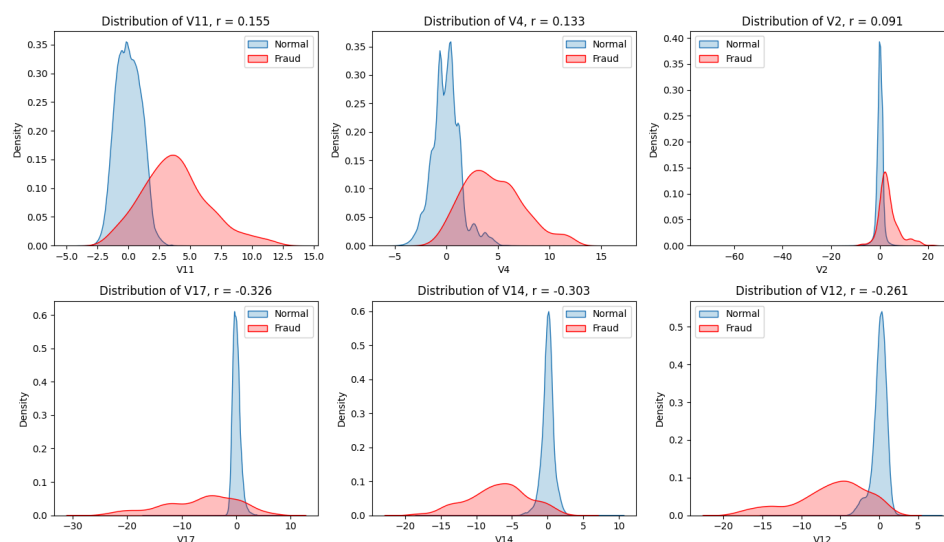 Distribution of V11, r = 0.155
0.35
0.30
0.25
0.20
0.15
0.10
0.05
0.00
Density
Normal
Fraud
-5.0 -2.5 0.0 2.5 5.0 7.5 10.0 12.5 15.0
V11
Distribution of V4, r = 0.133
0.35
0.30
0.25
0.20
0.15
0.10
0.05
0.00
Density
Normal
Fraud
-5 0 5 10 15
V4
Distribution of V2, r = 0.091
0.40
0.35
0.30
0.25
0.20
0.15
0.10
0.05
0.00
Density
Normal
Fraud
-60 -40 -20 0 20
V2
Distribution of V17, r = -0.326
0.6
0.5
0.4
0.3
0.2
0.1
0.0
Density
Normal
Fraud
-30 -20 -10 0 10
V17
Distribution of V14, r = -0.303
0.6
0.5
0.4
0.3
0.2
0.1
0.0
Density
Normal
Fraud
-20 -15 -10 -5 0 5 10
V14
Distribution of V12, r = -0.261
0.5
0.4
0.3
0.2
0.1
0.0
Density
Normal
Fraud
-20 -15 -10 -5 0 5
V12